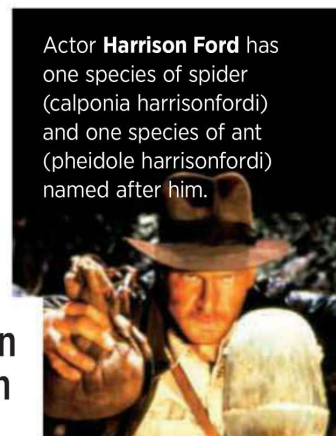 Actor Harrison Ford has
one species of spider
(calponia harrisonfordi)
and one species of ant
(pheidole harrisonfordi)
named after him.
n
n